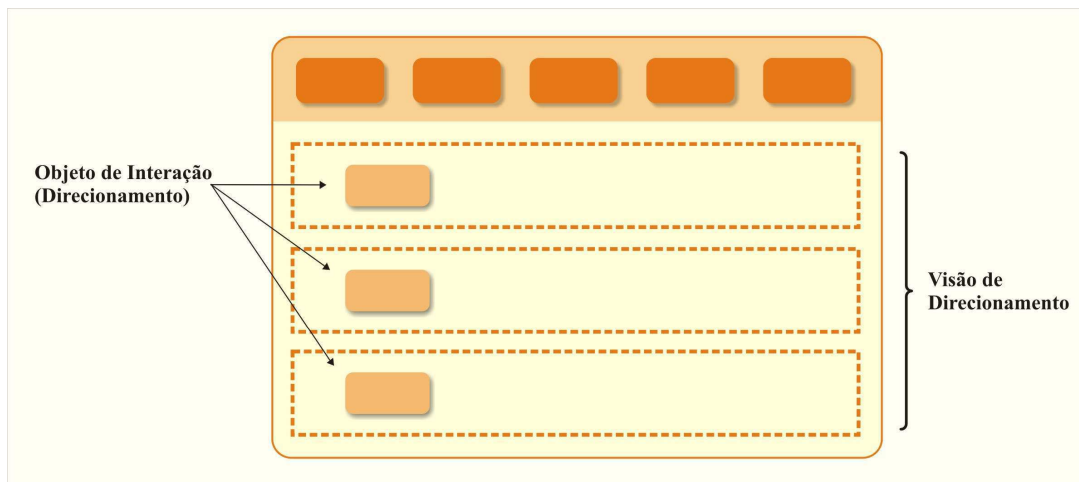 Objeto de Interação
(Direcionamento)
Visão de
Direcionamento